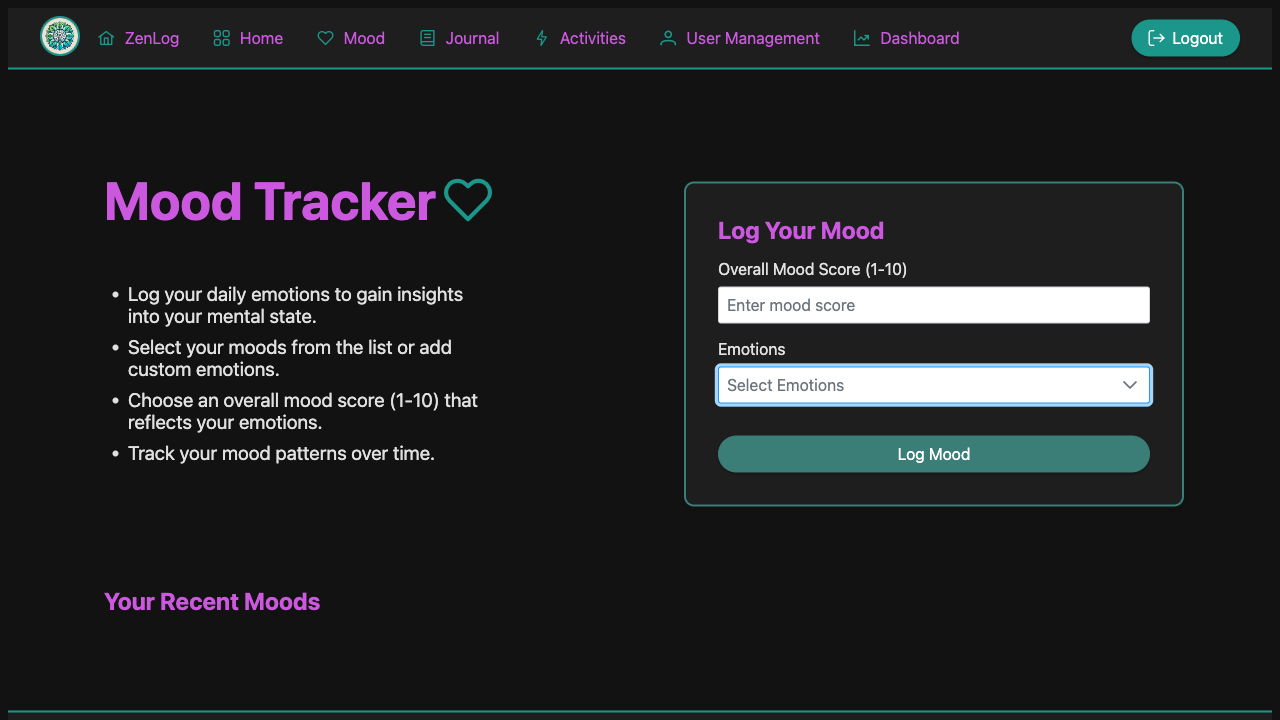 ZenLog
Home
Mood
Journal
Activities
User Management
Dashboard
Logout
Mood Tracker
• Log your daily emotions to gain insights
into your mental state.
• Select your moods from the list or add
custom emotions.
• Choose an overall mood score (1-10) that
reflects your emotions.
• Track your mood patterns over time.
Log Your Mood
Overall Mood Score (1-10)
Enter mood score
Emotions
Select Emotions
Log Mood
Your Recent Moods